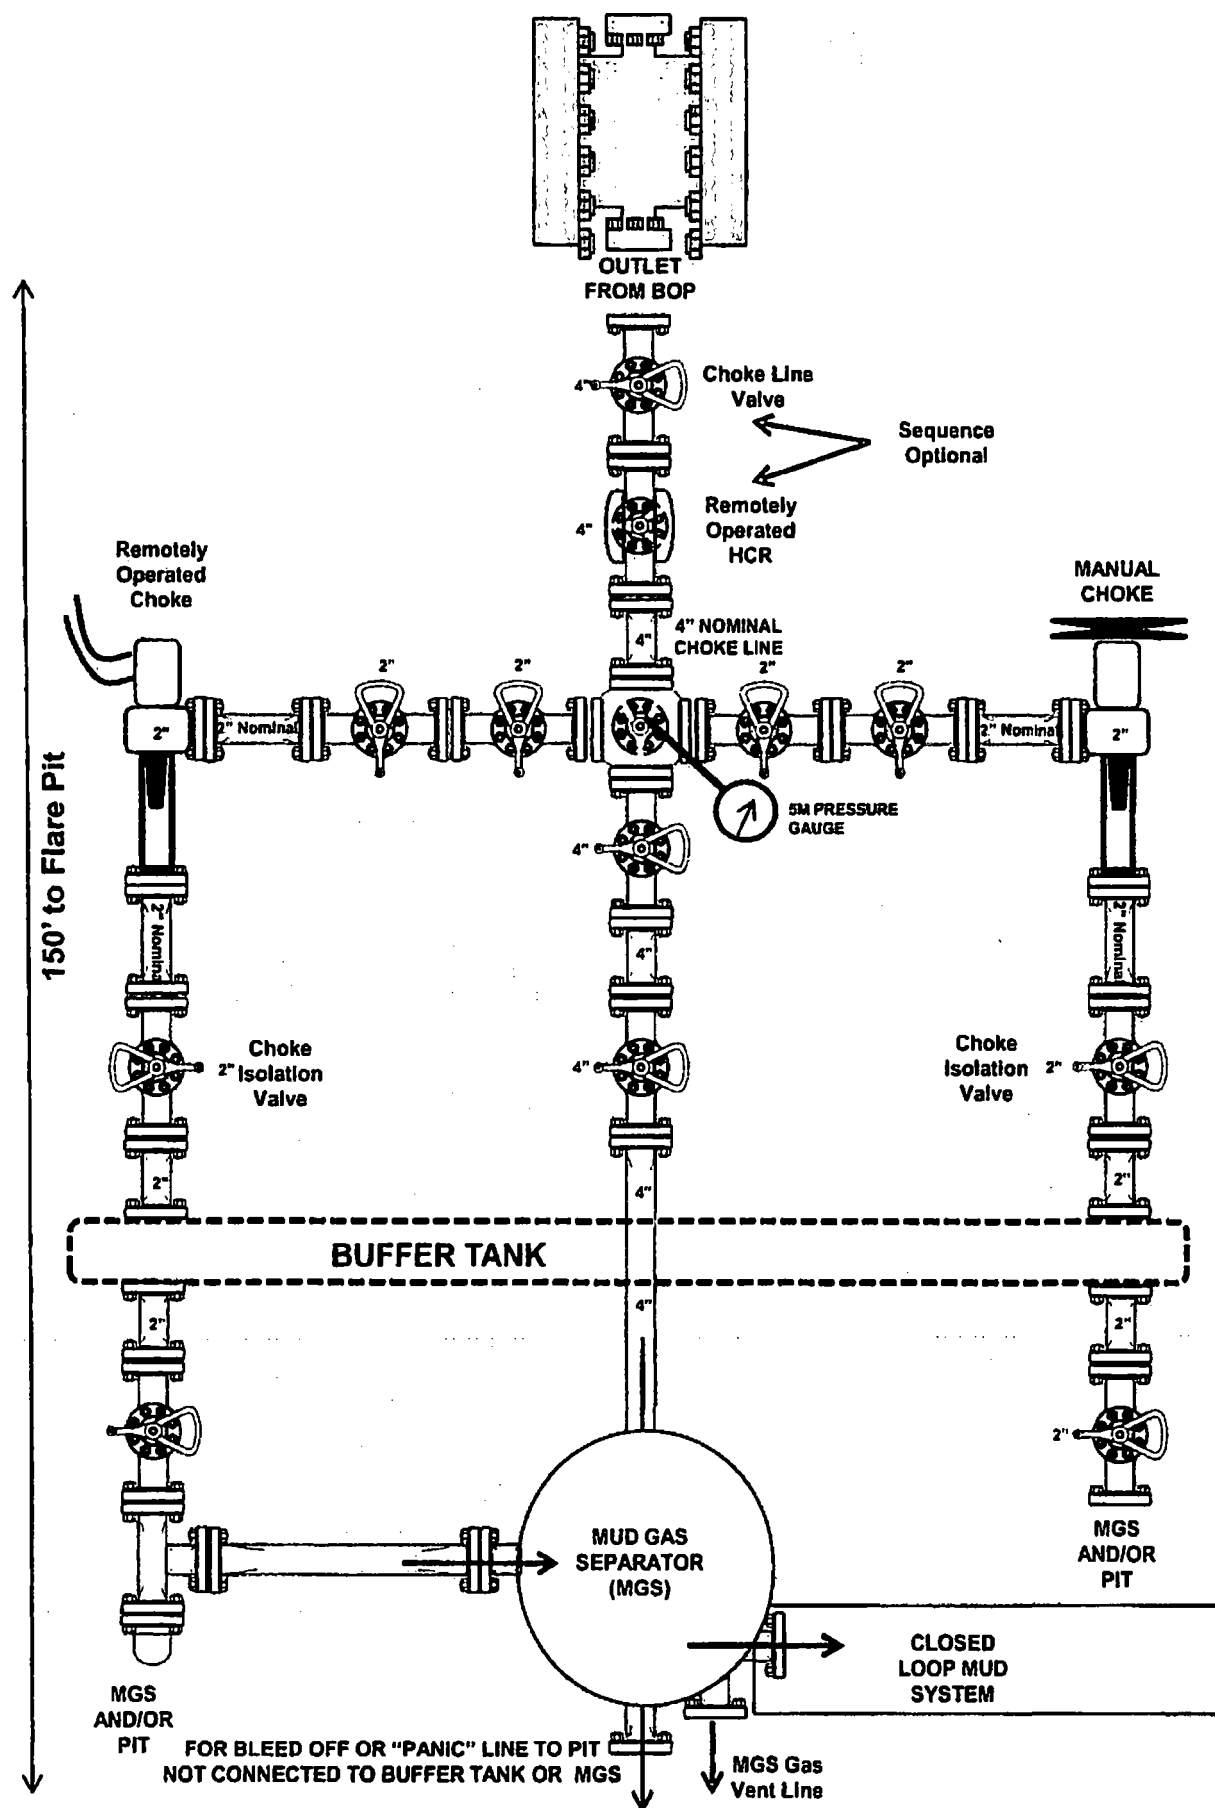 OUTLET
FROM BOP
4"
Choke Line
Valve
Sequence
Optional
4"
Remotely
Operated
HCR
Remotely
Operated
Choke
MANUAL
CHOKE
4"
4" NOMINAL
CHOKE LINE
2"
2"
2"
2"
2"
2" Nominal
2" Nominal
2"
5M PRESSURE
GAUGE
4"
150' to Flare Pit
2" Nominal
4"
2" Nominal
2"
Choke
Isolation
Valve
4"
Choke
Isolation
Valve
2"
2"
4"
2"
BUFFER TANK
2"
4"
2"
2"
MUD GAS
SEPARATOR
(MGS)
MGS
AND/OR
PIT
CLOSED
LOOP MUD
SYSTEM
MGS
AND/OR
PIT
FOR BLEED OFF OR "PANIC" LINE TO PIT
NOT CONNECTED TO BUFFER TANK OR MGS
MGS Gas
Vent Line